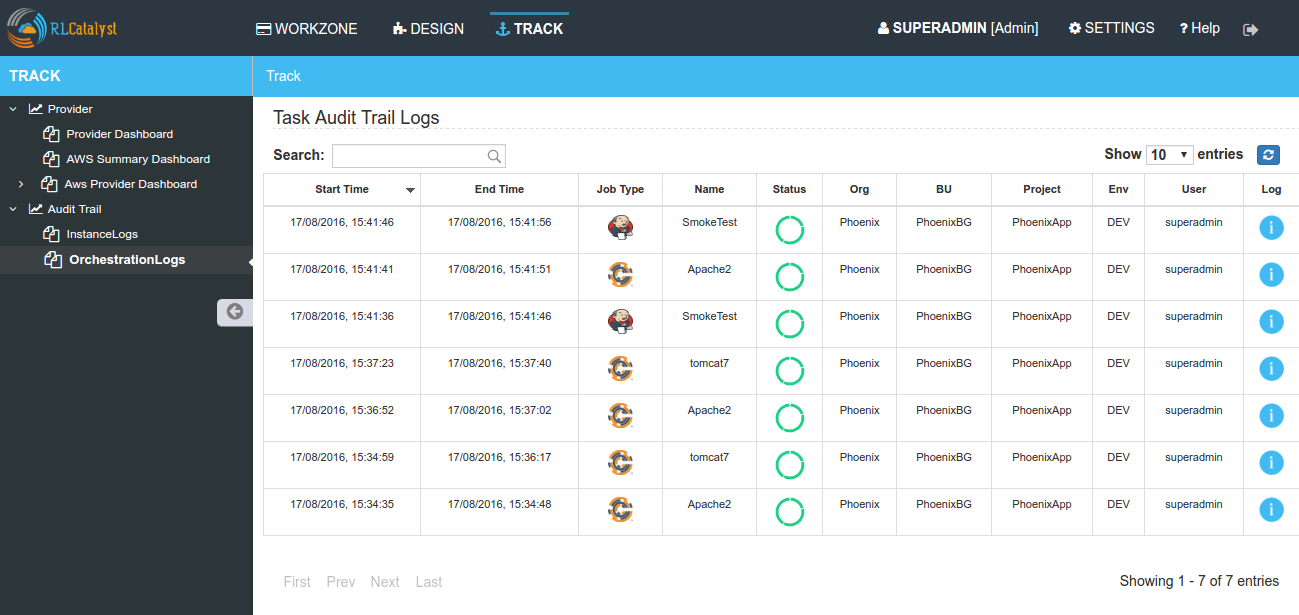 RLCatalyst WORKZONE DESIGN TRACK SUPERADMIN [Admin] SETTINGS ? Help
TRACK Track
Provider
Provider Dashboard
AWS Summary Dashboard
Aws Provider Dashboard
Audit Trail
InstanceLogs
OrchestrationLogs
Task Audit Trail Logs
Search: Show 10 entries
Start Time End Time Job Type Name Status Org BU Project Env User Log
17/08/2016, 15:41:46 17/08/2016, 15:41:56 SmokeTest Phoenix PhoenixBG PhoenixApp DEV superadmin i
17/08/2016, 15:41:41 17/08/2016, 15:41:51 Apache2 Phoenix PhoenixBG PhoenixApp DEV superadmin i
17/08/2016, 15:41:36 17/08/2016, 15:41:46 SmokeTest Phoenix PhoenixBG PhoenixApp DEV superadmin i
17/08/2016, 15:37:23 17/08/2016, 15:37:40 tomcat7 Phoenix PhoenixBG PhoenixApp DEV superadmin i
17/08/2016, 15:36:52 17/08/2016, 15:37:02 Apache2 Phoenix PhoenixBG PhoenixApp DEV superadmin i
17/08/2016, 15:34:59 17/08/2016, 15:36:17 tomcat7 Phoenix PhoenixBG PhoenixApp DEV superadmin i
17/08/2016, 15:34:35 17/08/2016, 15:34:48 Apache2 Phoenix PhoenixBG PhoenixApp DEV superadmin i
First Prev Next Last Showing 1 - 7 of 7 entries